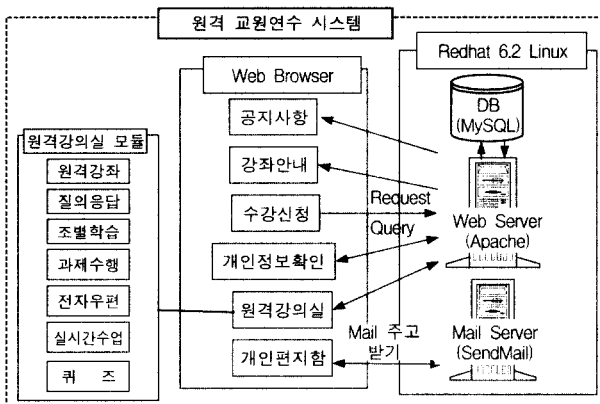 원격 교원연수 시스템
Redhat 6.2 Linux
Web Browser
DB
(MySQL)
공지사항
원격강의실 모듈
강좌안내
원격강좌
질의응답
수강신청
Request
Web Server
(Apache)
조별학습
Query
개인정보확인
과제수행
전자우편
원격강의실
Mail 주고
받기
Mail Server
(SendMail)
실시간수업
개인편지함
퀴 즈